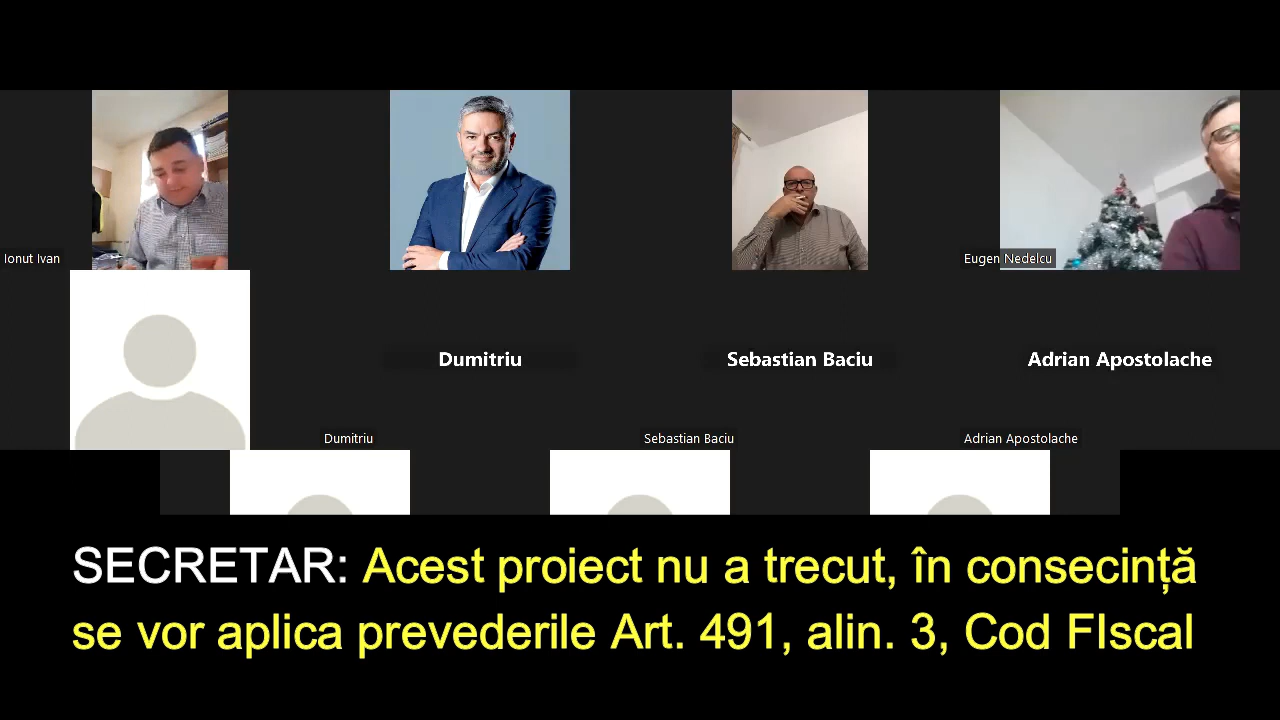 Ionut Ivan
Eugen Nedelcu
Dumitriu
Sebastian Baciu
Adrian Apostolache
Dumitriu
Sebastian Baciu
Adrian Apostolache
SECRETAR: Acest proiect nu a trecut, în consecință
se vor aplica prevederile Art. 491, alin. 3, Cod FIscal